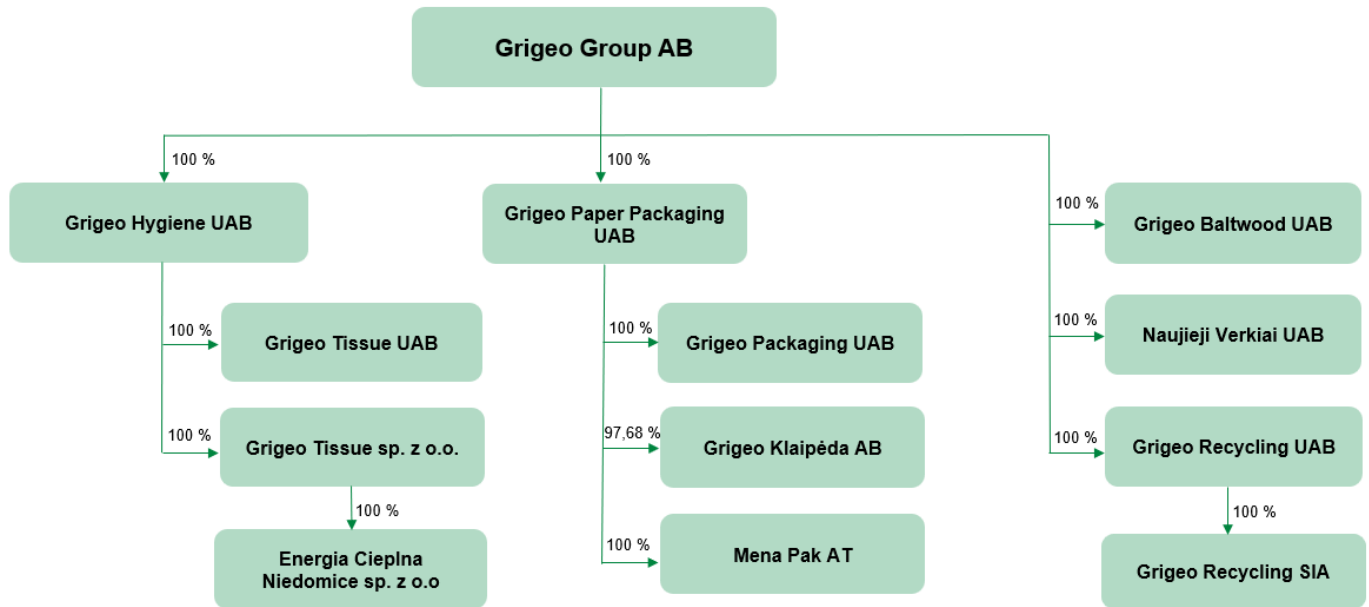 Grigeo Group AB
100 %
100 %
Grigeo Hygiene UAB
Grigeo Paper Packaging
UAB
100 %
Grigeo Baltwood UAB
100 %
Grigeo Tissue UAB
100 %
Grigeo Packaging UAB
100 %
Naujieji Verkiai UAB
100 %
Grigeo Tissue sp. z o.o.
97,68 %
Grigeo Klaipėda AB
100 %
Grigeo Recycling UAB
100 %
Energia Cieplna
Niedomice sp. z o.o
100 %
Mena Pak AT
100 %
Grigeo Recycling SIA